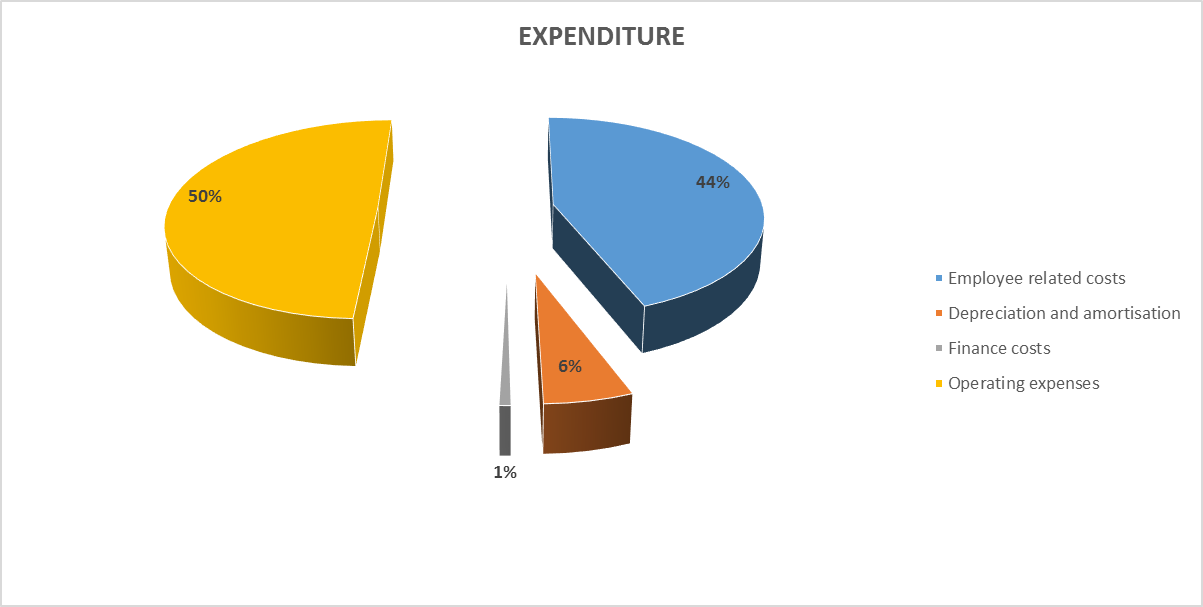 EXPENDITURE
50%
44%
6%
1%
Employee related costs
Depreciation and amortisation
Finance costs
Operating expenses